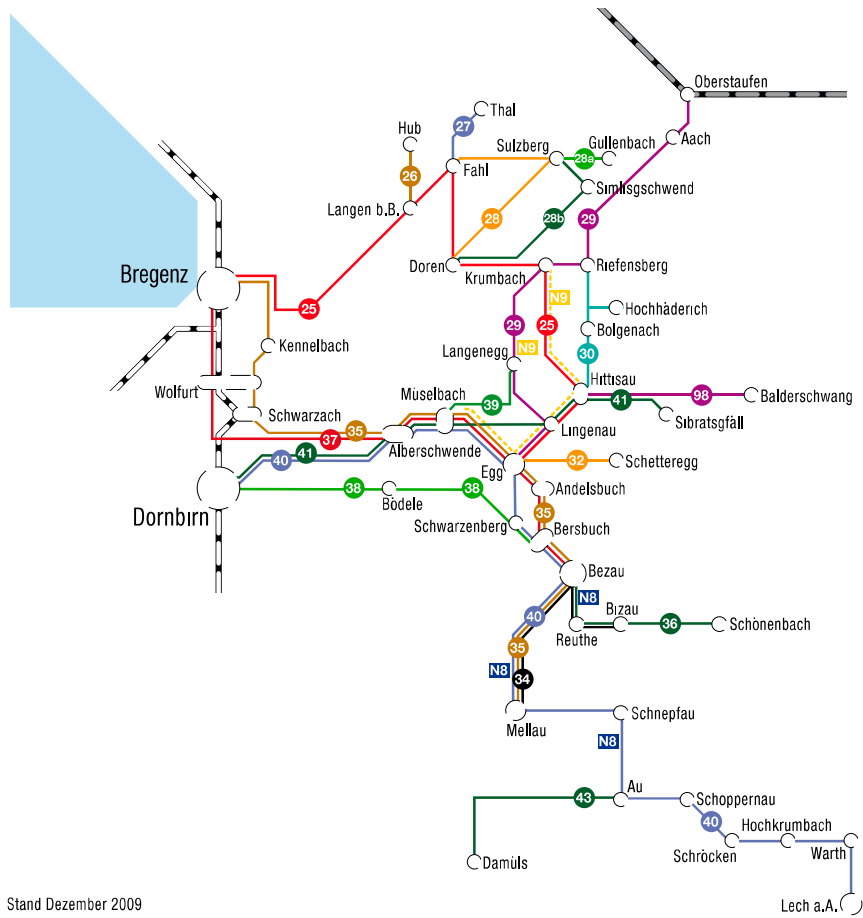 Oberstaufen
Thal
27
Hub
Aach
Sulzberg
Gullenbach
28a
Fahl
26
Simlisgschwend
Langen b.B.
28
28b
29
Doren
Krumbach
Riefensberg
Bregenz
N9
25
Hochhäderich
29
25
Bolgenach
Kennelbach
Langenegg
N9
30
Wolfurt
Müselbach
Hittisau
39
98
Balderschwang
41
Schwarzach
Sibratsgfäll
35
Lingenau
37
Alberschwende
41
40
Egg
32
Schetteregg
38
38
Andelsbuch
Bödele
Dornbirn
35
Schwarzenberg
Bersbuch
Bezau
N8
40
Bizau
36
Schönenbach
Reuthe
35
N8
34
Mellau
Schnepfau
N8
Au
43
Schoppernau
40
Hochkrumbach
Schröcken
Warth
Damüls
Stand Dezember 2009
Lech a.A.